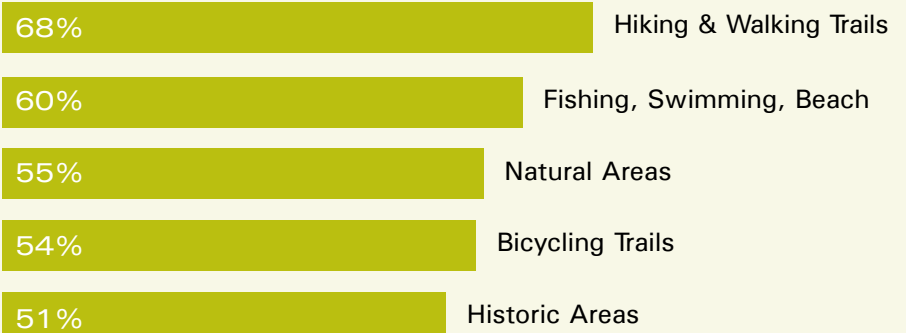 68% Hiking & Walking Trails
60% Fishing, Swimming, Beach
55% Natural Areas
54% Bicycling Trails
51% Historic Areas